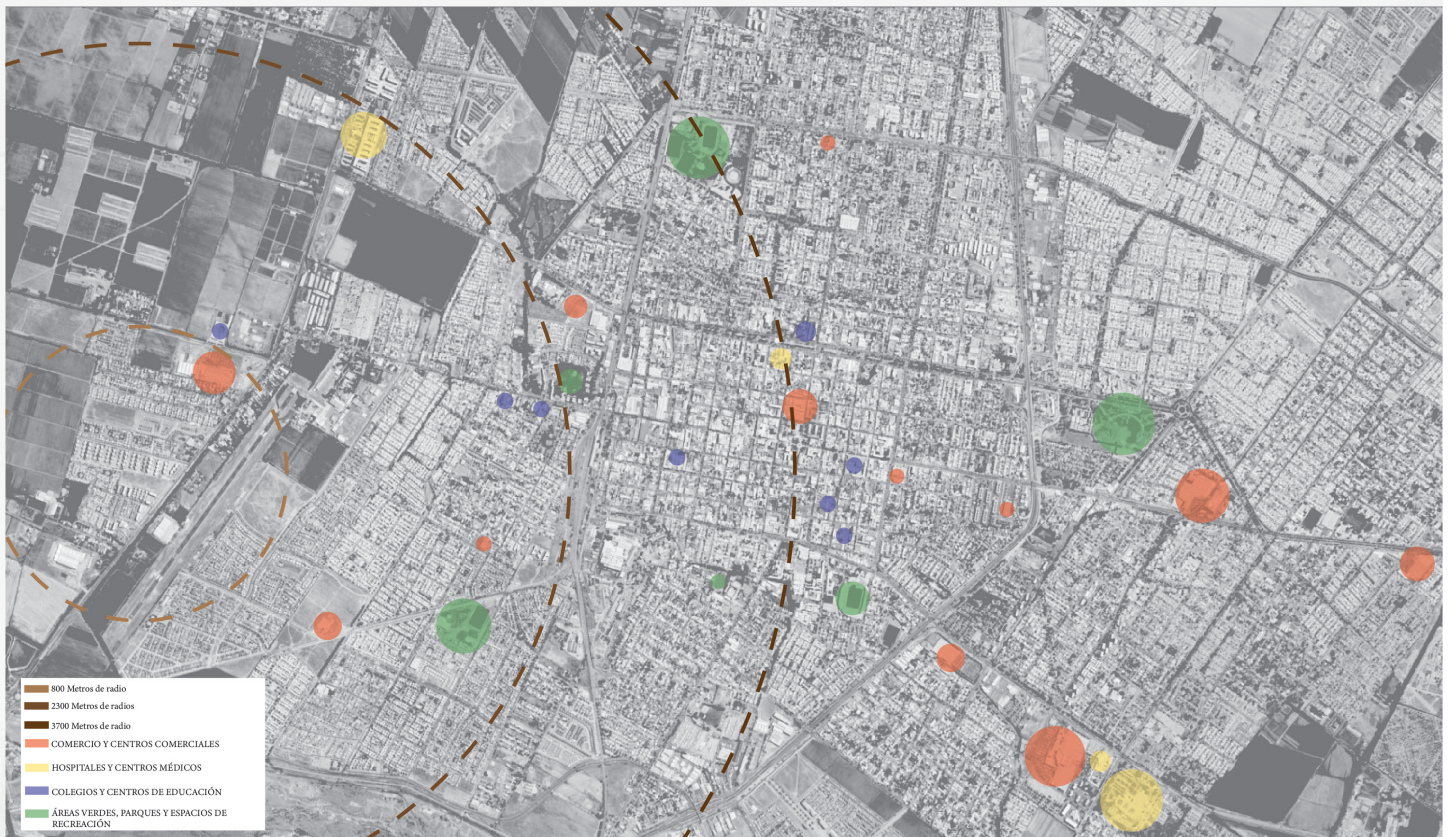 800 Metros de radio
2300 Metros de radios
3700 Metros de radio
COMERCIO Y CENTROS COMERCIALES
HOSPITALES Y CENTROS MÉDICOS
COLEGIOS Y CENTROS DE EDUCACIÓN
ÁREAS VERDES, PARQUES Y ESPACIOS DE
RECREACIÓN